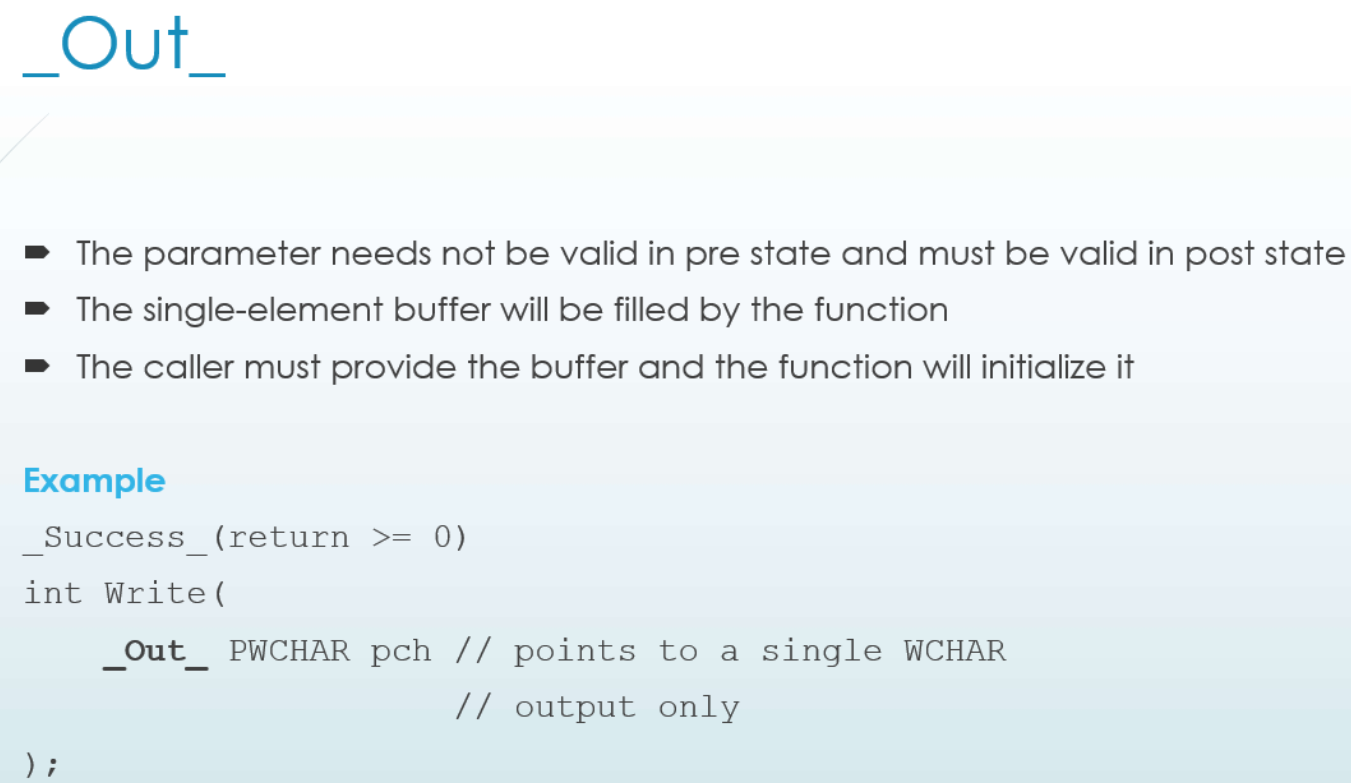 _Out_
The parameter needs not be valid in pre state and must be valid in post state
The single-element buffer will be filled by the function
The caller must provide the buffer and the function will initialize it
Example
_Success_(return >= 0)
int Write(
    _Out_ PWCHAR pch // points to a single WCHAR
                     // output only
);